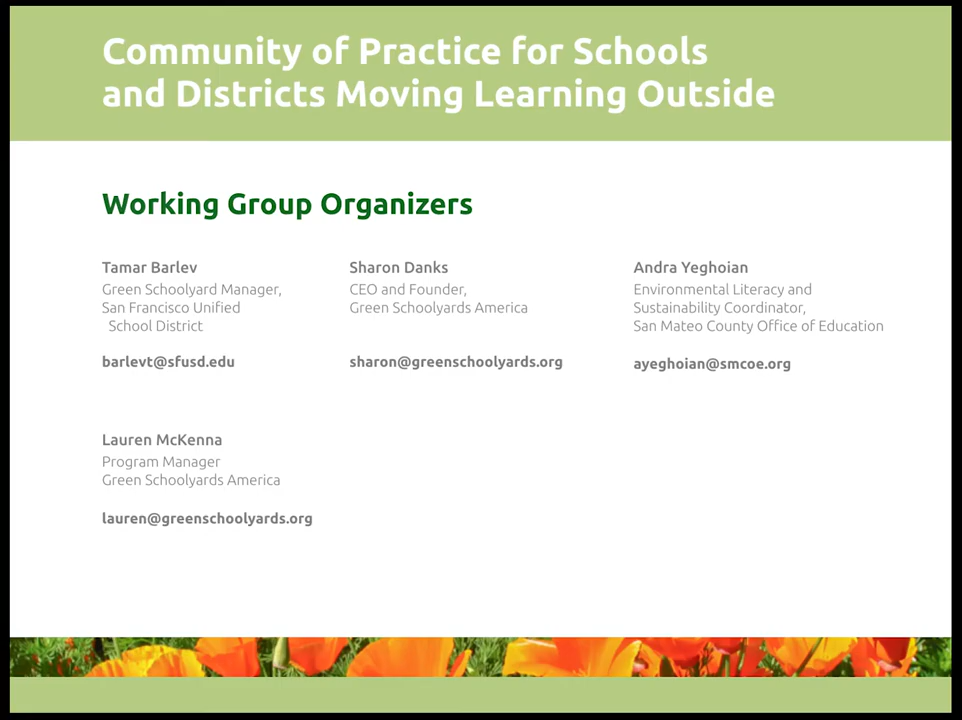 Community of Practice for Schools
and Districts Moving Learning Outside
Working Group Organizers
Tamar Barlev
Green Schoolyard Manager,
San Francisco Unified
School District
barlevt@sfusd.edu
Sharon Danks
CEO and Founder,
Green Schoolyards America
sharon@greenschoolyards.org
Andra Yeghoian
Environmental Literacy and
Sustainability Coordinator,
San Mateo County Office of Education
ayeghoian@smcoe.org
Lauren McKenna
Program Manager
Green Schoolyards America
lauren@greenschoolyards.org